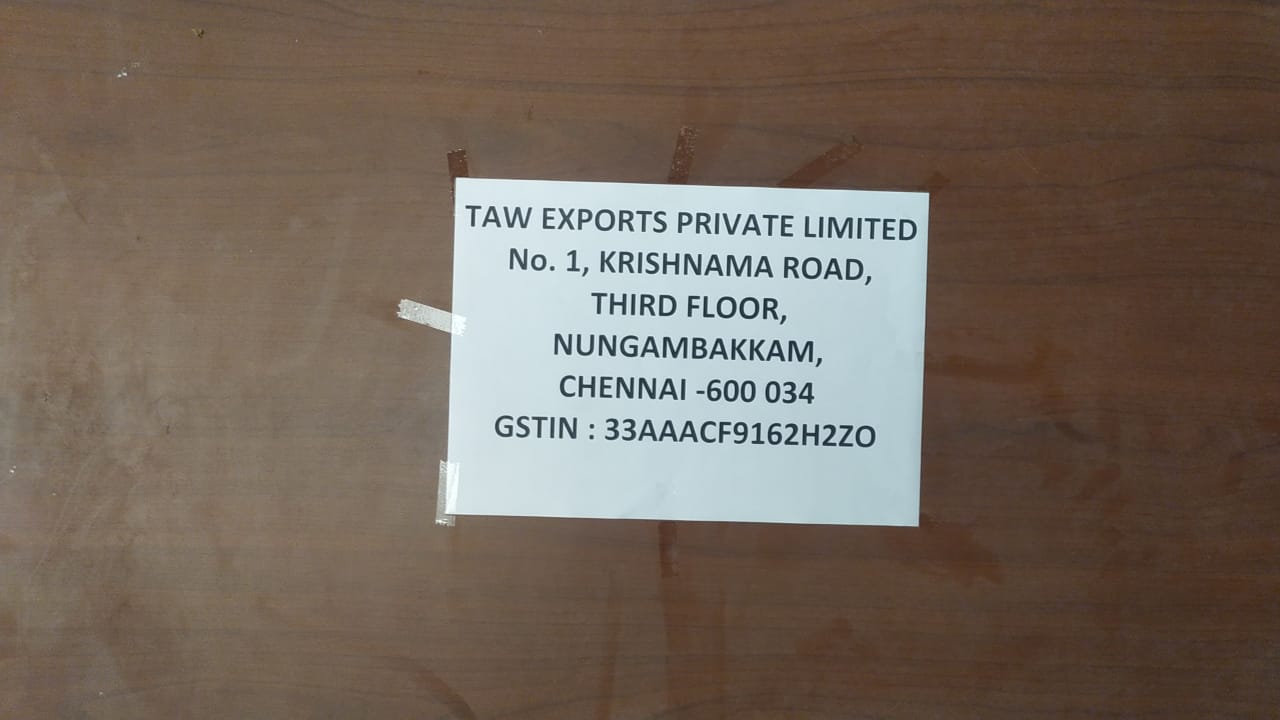 TAW EXPORTS PRIVATE LIMITED
No. 1, KRISHNAMA ROAD,
THIRD FLOOR,
NUNGAMBAKKAM,
CHENNAI -600 034
GSTIN : 33AAACF9162H2ZO